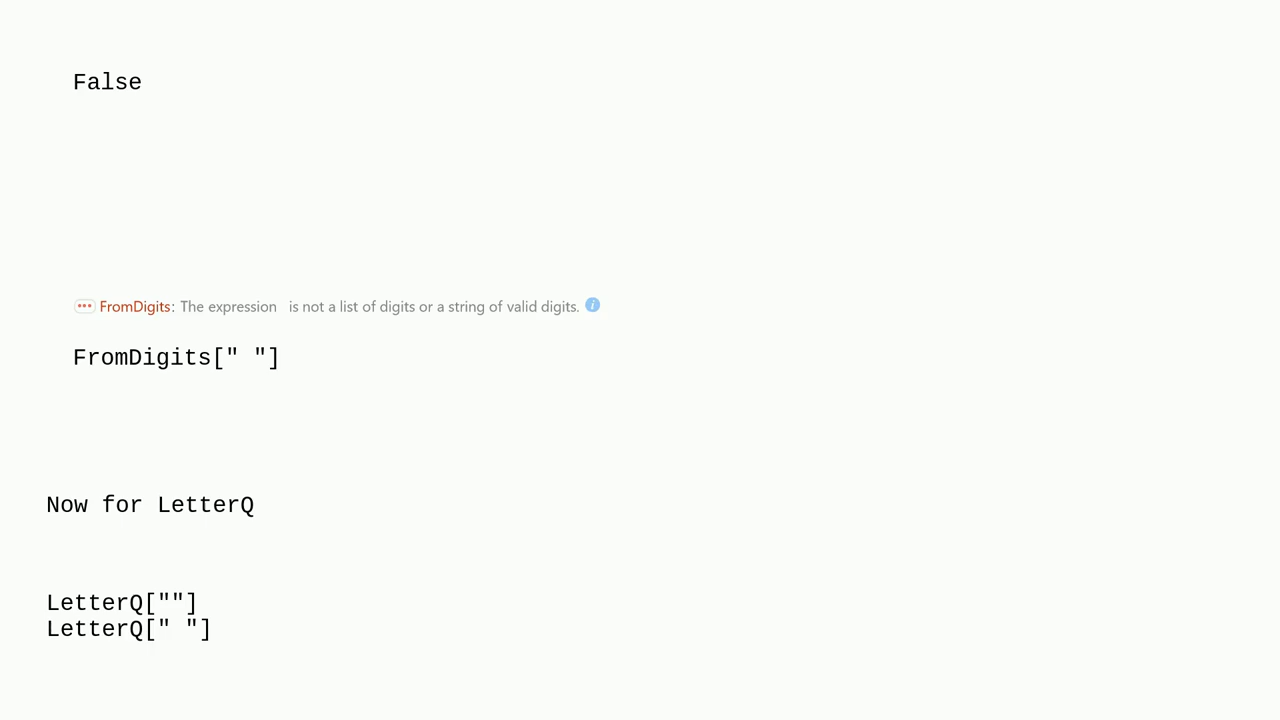 False
FromDigits: The expression   is not a list of digits or a string of valid digits.
FromDigits[" "]
Now for LetterQ
LetterQ[""]
LetterQ[" "]